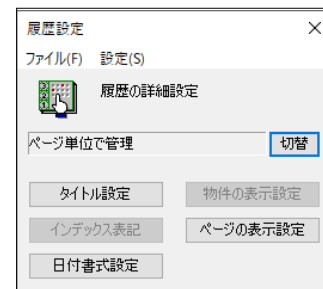 履歴設定
ファイル(F) 設定(S)
履歴の詳細設定
ページ単位で管理 切替
タイトル設定 物件の表示設定
インデックス表記 ページの表示設定
日付書式設定